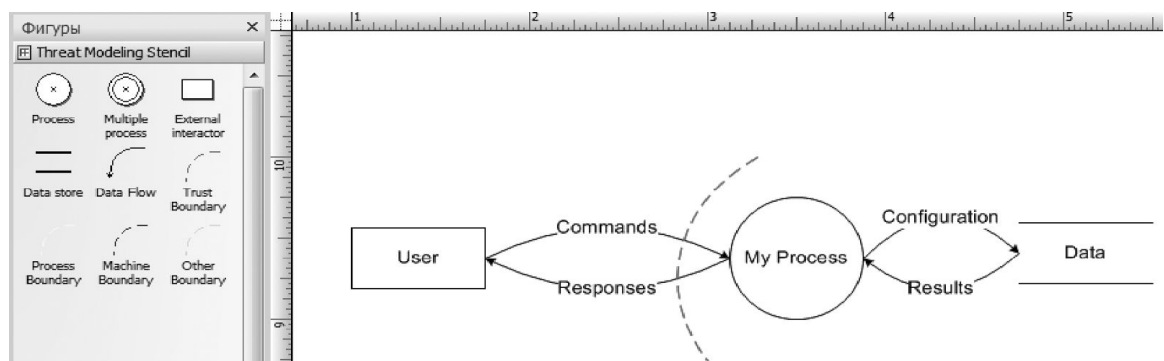 Фигуры
Threat Modeling Stencil
Process
Multiple process
External interactor
Data store
Data Flow
Trust Boundary
Process Boundary
Machine Boundary
Other Boundary
1 2 3 4 5
10
9
User
Commands
Responses
My Process
Configuration
Results
Data